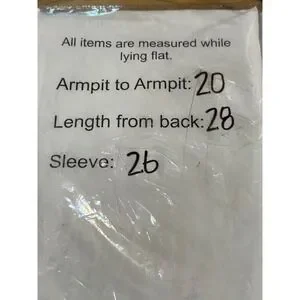 All items are measured while
lying flat.
Armpit to Armpit: 20
Length from back: 28
Sleeve: 26